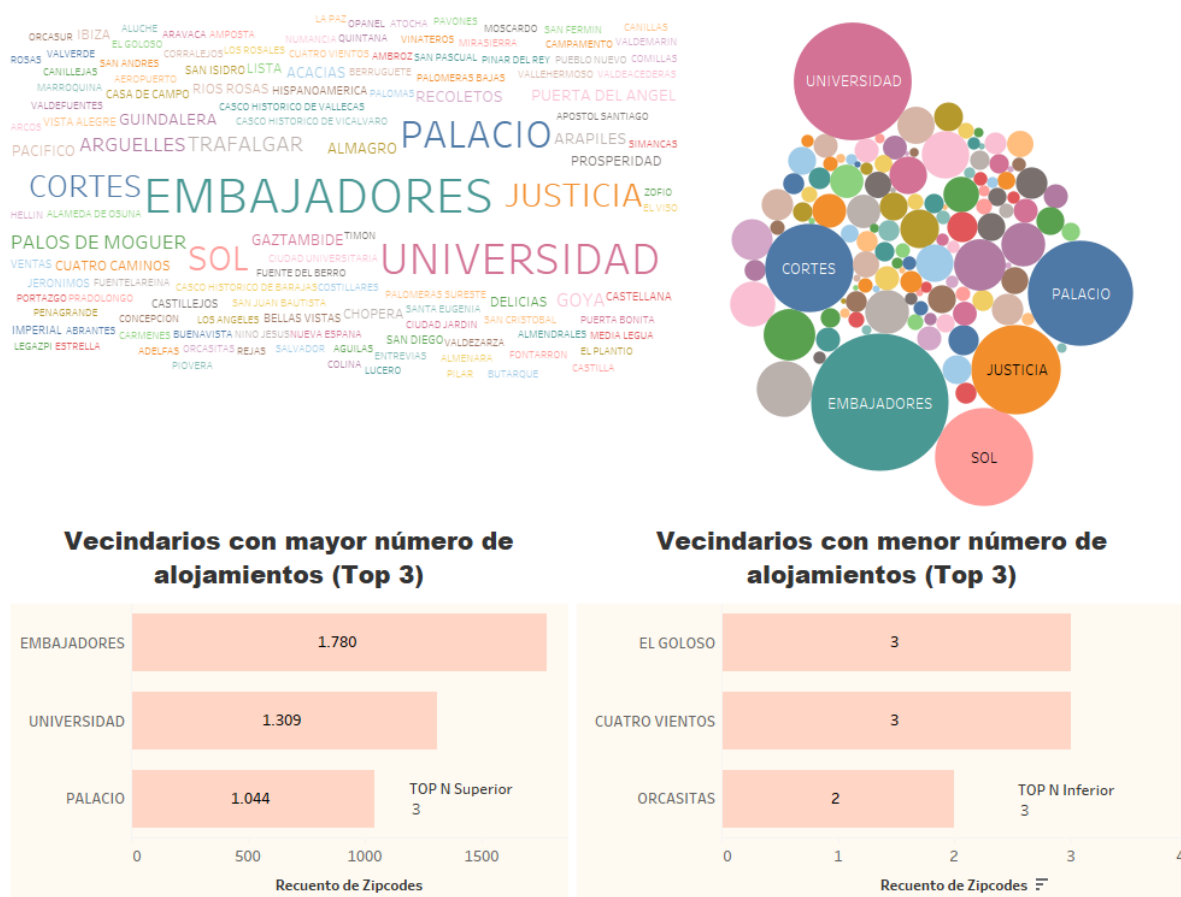 LA PAZ OPANEL ATOCHA PAVONES
ORCASUR IBIZA ALUCHE ARAVACA AMPOSTA MOSCARDO SAN FERMIN CANILLAS
EL GOLOSO NUMANCIA QUINTANA VINATEROS MIRASIERRA CAMPAMENTO VALDEMARIN
ROSAS VALVERDE CORRALEJOS LOS ROSALES CUATRO VIENTOS AMBROZ SAN PASCUAL PINAR DEL REY PUEBLO NUEVO COMILLAS
CANILLEJAS SAN ANDRES AEROPUERTO SAN ISIDRO LISTA ACACIAS BERRUGUETE PALOMERAS BAJAS VALLEHERMOSO VALDEACEDERAS
MARROQUINA CASA DE CAMPO RIOS ROSAS HISPANOAMERICA PALOMAS RECOLETOS PUERTA DEL ANGEL
VALDEFUENTES CASCO HISTORICO DE VALLECAS
ARCOS VISTA ALEGRE GUINDALERA CASCO HISTORICO DE VICALVARO APOSTOL SANTIAGO
PACIFICO ARGUELLES TRAFALGAR ALMAGRO PALACIO ARAPILES SIMANCAS
PROSPERIDAD
CORTES EMBAJADORES JUSTICIA ZOFIO
EL VISO
HELLIN ALAMEDA DE OSUNA
PALOS DE MOGUER SOL GAZTAMBIDE TIMON UNIVERSIDAD
VENTAS CUATRO CAMINOS CIUDAD UNIVERSITARIA
JERONIMOS FUENTELAREINA FUENTE DEL BERRO
CASCO HISTORICO DE BARAJAS COSTILLARES
PORTAZGO PRADOLONGO CASTILLEJOS SAN JUAN BAUTISTA PALOMERAS SURESTE DELICIAS GOYA CASTELLANA
PENAGRANDE CONCEPCION LOS ANGELES BELLAS VISTAS CHOPERA SANTA EUGENIA SAN CRISTOBAL PUERTA BONITA
IMPERIAL ABRANTES CARMENES BUENAVISTA NINO JESUS NUEVA ESPANA CIUDAD JARDIN ALMENDRALES MEDIA LEGUA
LEGAZPI ESTRELLA ADELFAS ORCASITAS REJAS SALVADOR AGUILAS SAN DIEGO VALDEZARZA EL PLANTIO
PIOVERA COLINA ENTREVIAS ALMENARA FONTARRON
LUCERO PILAR BUTARQUE CASTILLA
UNIVERSIDAD
CORTES
PALACIO
JUSTICIA
EMBAJADORES
SOL
Vecindarios con mayor número de
alojamientos (Top 3)
EMBAJADORES 1.780
UNIVERSIDAD 1.309
PALACIO 1.044
TOP N Superior
3
0 500 1000 1500
Recuento de Zipcodes
Vecindarios con menor número de
alojamientos (Top 3)
EL GOLOSO 3
CUATRO VIENTOS 3
ORCASITAS 2
TOP N Inferior
3
0 1 2 3 4
Recuento de Zipcodes